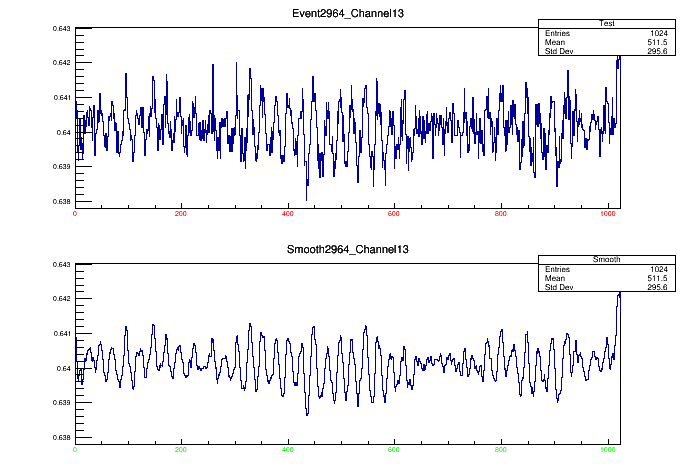 Event2964_Channel13
Test
Entries 1024
Mean 511.5
Std Dev 295.6
0.643
0.642
0.641
0.64
0.639
0.638
0 200 400 600 800 1000
Smooth2964_Channel13
Smooth
Entries 1024
Mean 511.5
Std Dev 295.6
0.643
0.642
0.641
0.64
0.639
0.638
0 200 400 600 800 1000